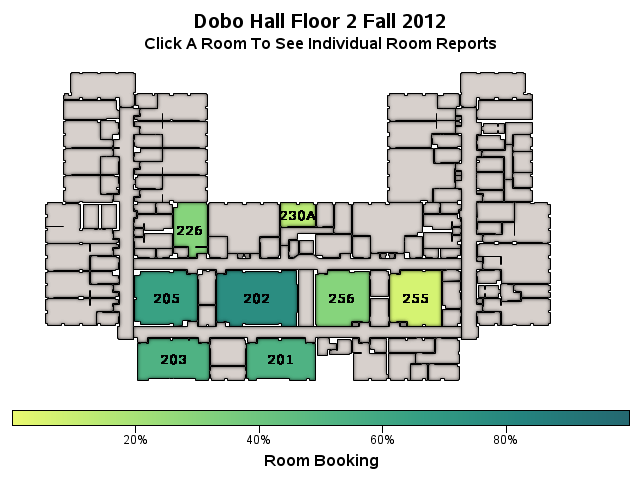 Dobo Hall Floor 2 Fall 2012
Click A Room To See Individual Room Reports
230A
226
205
202
256
255
203
201
20%
40%
60%
80%
Room Booking